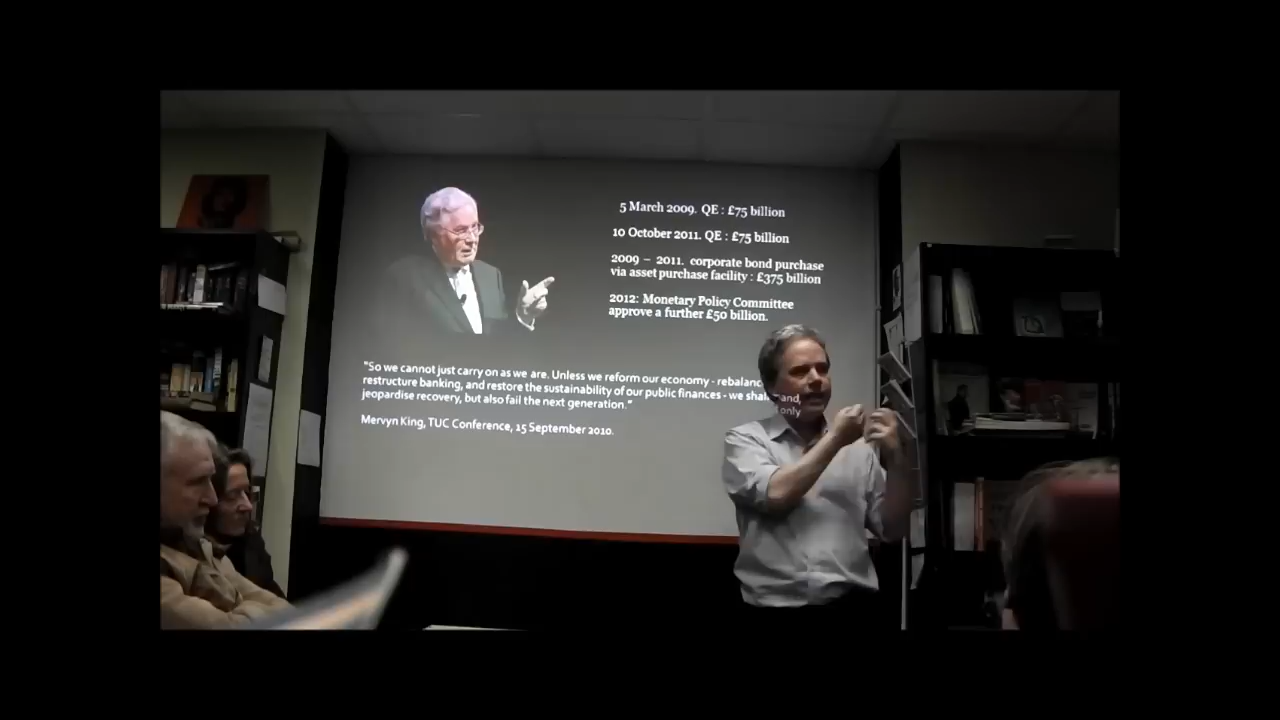 5 March 2009. QE : £75 billion
10 October 2011. QE : £75 billion
2009 – 2011. corporate bond purchase
via asset purchase facility : £375 billion
2012: Monetary Policy Committee
approve a further £50 billion.
"So we cannot just carry on as we are. Unless we reform our economy - rebalanc and,
restructure banking, and restore the sustainability of our public finances - we shal only
jeopardise recovery, but also fail the next generation."
Mervyn King, TUC Conference, 15 September 2010.